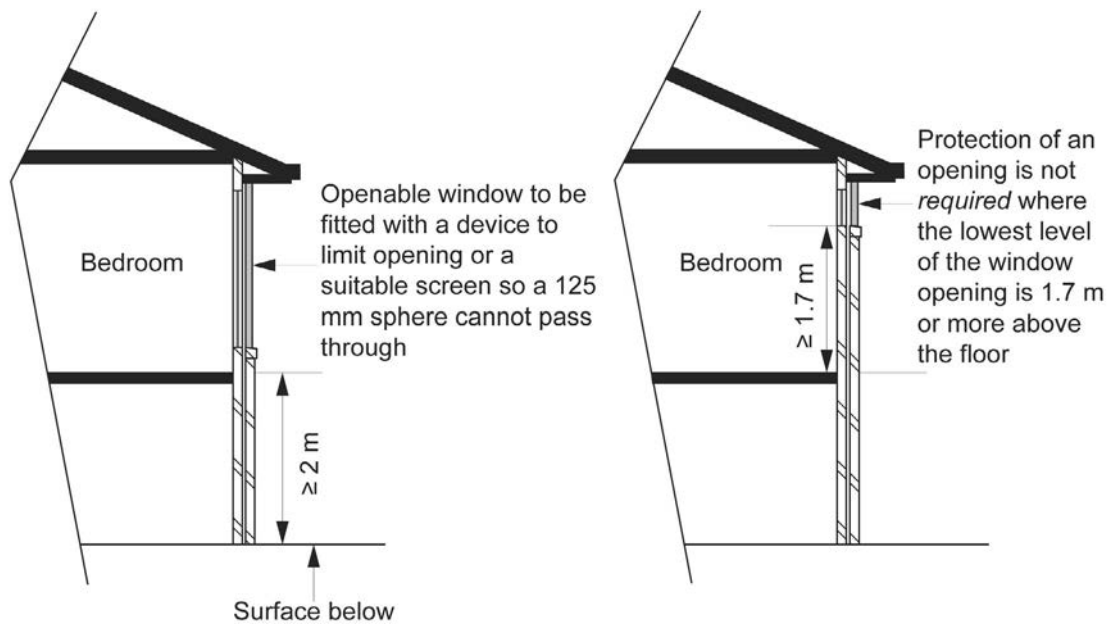 Bedroom
Openable window to be
fitted with a device to
limit opening or a
suitable screen so a 125
mm sphere cannot pass
through
≥ 2 m
Surface below
Bedroom
≥ 1.7 m
Protection of an
opening is not
required where
the lowest level
of the window
opening is 1.7 m
or more above
the floor